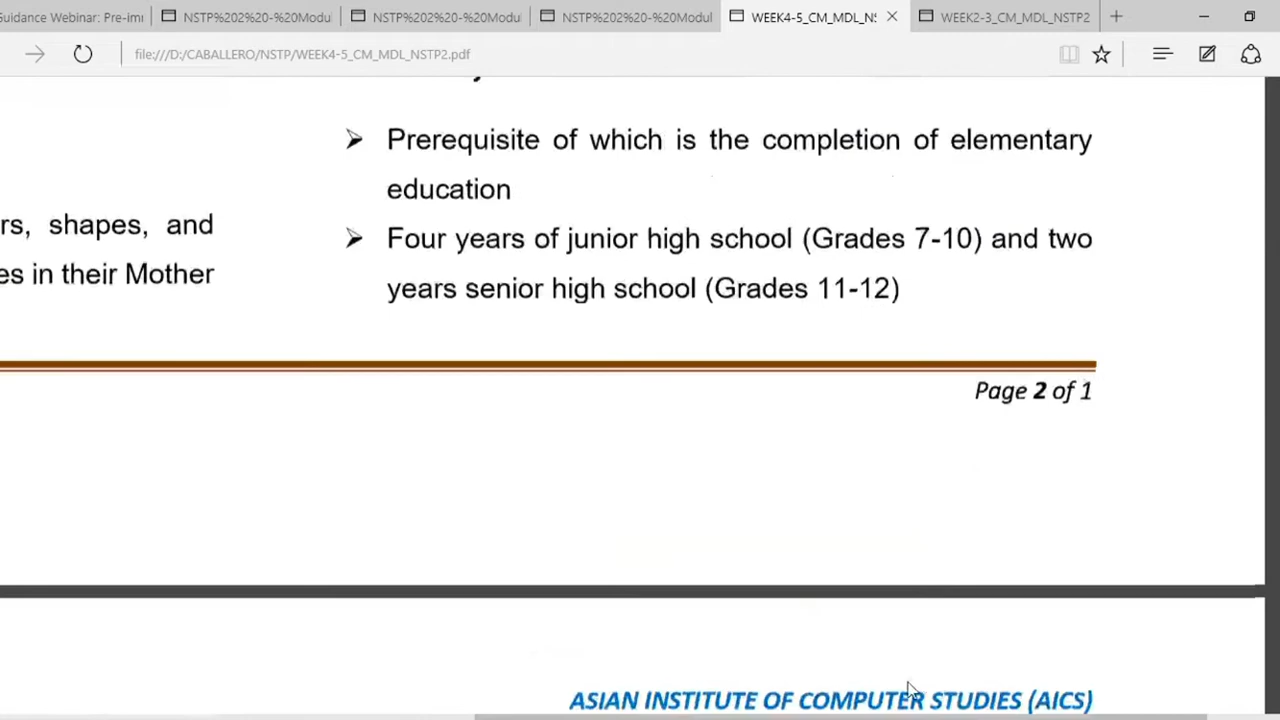 Guidance Webinar: Pre-imi
NSTP%202%20-%20Modul
NSTP%202%20-%20Modul
NSTP%202%20-%20Modul
WEEK4-5_CM_MDL_NS
WEEK2-3_CM_MDL_NSTP2
file:///D:/CABALLERO/NSTP/WEEK4-5_CM_MDL_NSTP2.pdf
rs, shapes, and
es in their Mother
➢ Prerequisite of which is the completion of elementary
education
➢ Four years of junior high school (Grades 7-10) and two
years senior high school (Grades 11-12)
Page 2 of 1
ASIAN INSTITUTE OF COMPUTER STUDIES (AICS)